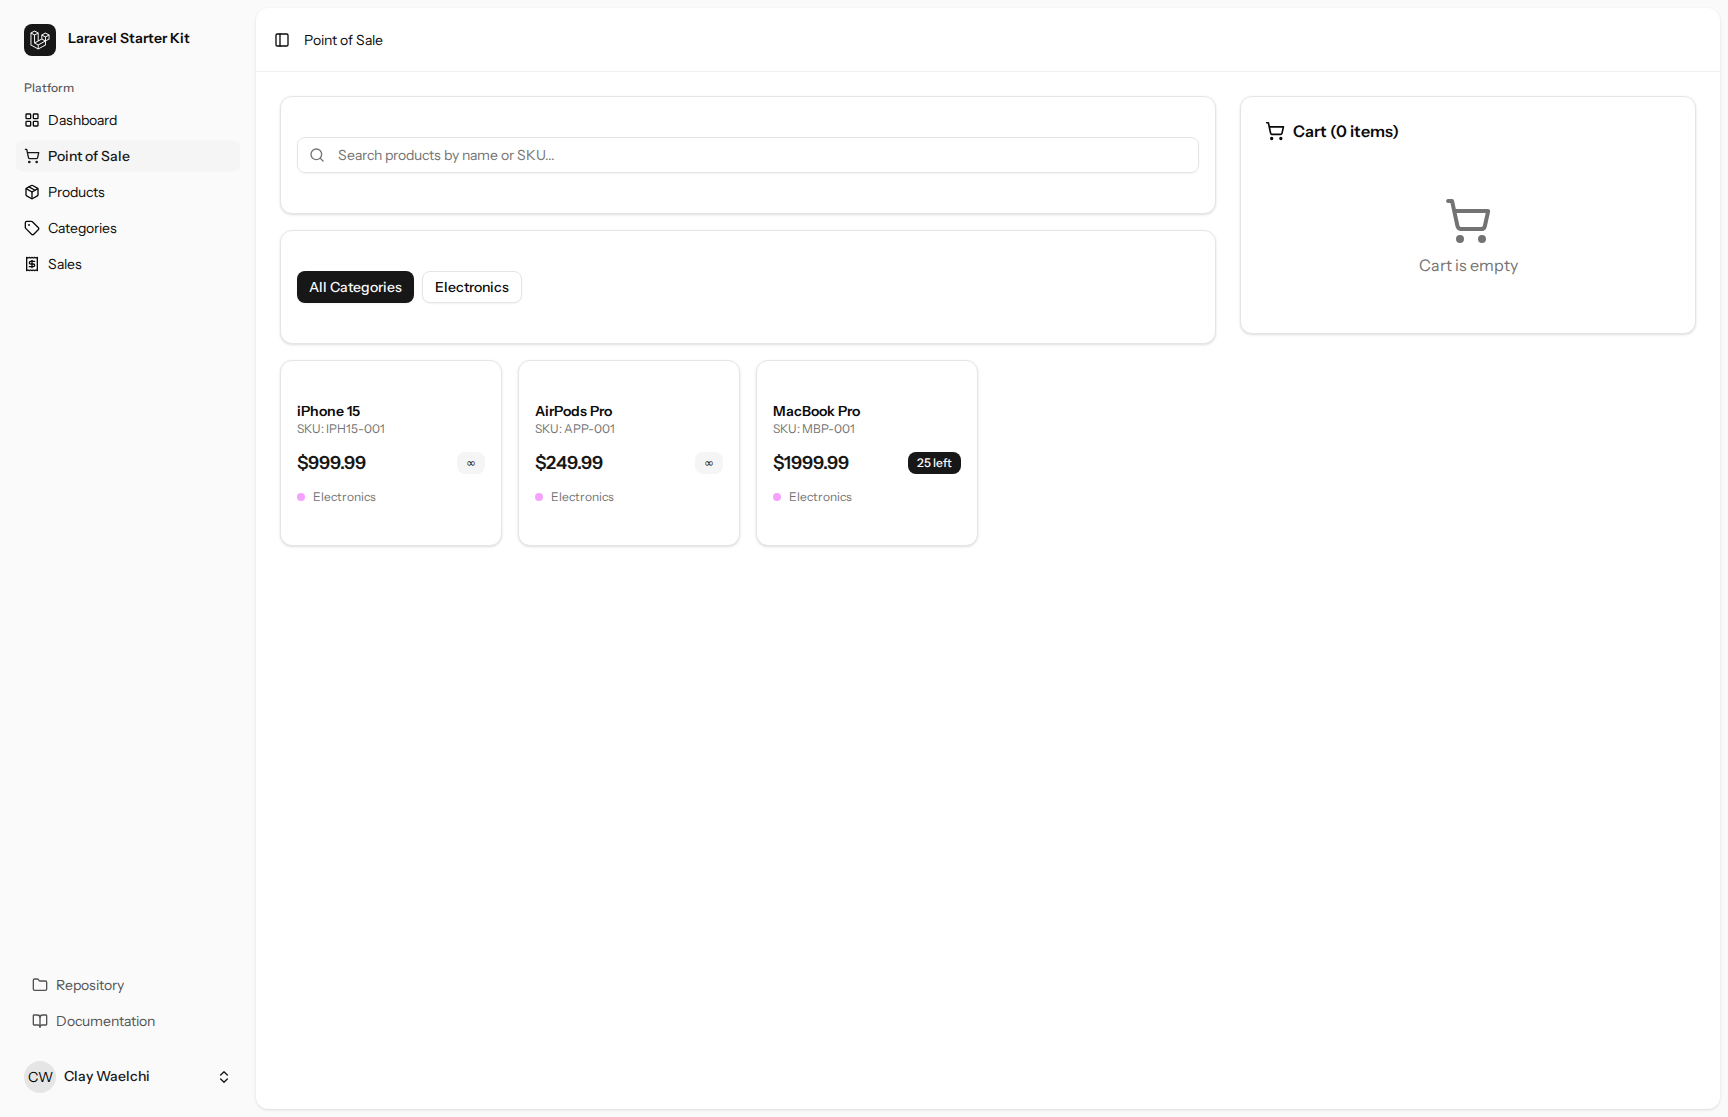 Laravel Starter Kit
Platform
Dashboard
Point of Sale
Products
Categories
Sales
Repository
Documentation
CW Clay Waelchi
Point of Sale
Search products by name or SKU...
All Categories Electronics
iPhone 15
SKU: IPH15-001
$999.99 ∞
Electronics
AirPods Pro
SKU: APP-001
$249.99 ∞
Electronics
MacBook Pro
SKU: MBP-001
$1999.99 25 left
Electronics
Cart (0 items)
Cart is empty